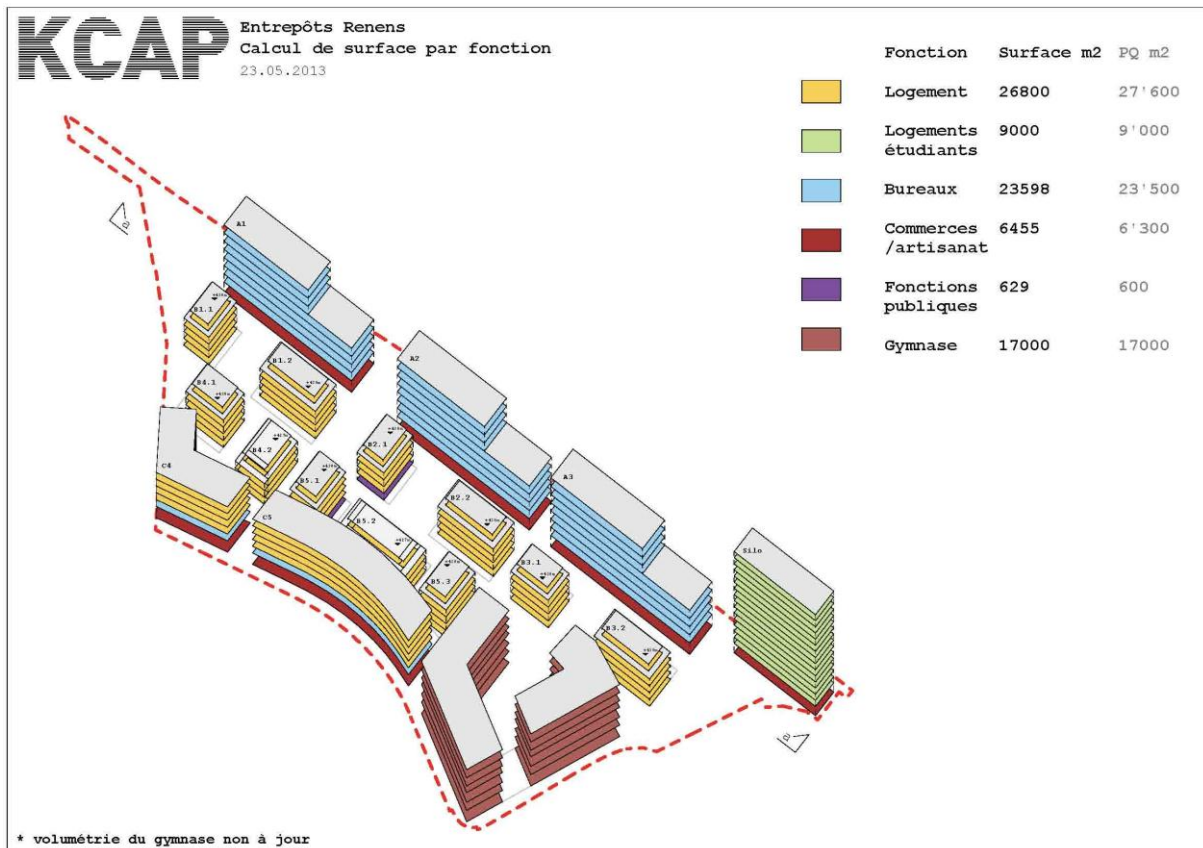 KCAP
Entrepôts Renens
Calcul de surface par fonction
23.05.2013
Fonction Surface m2 PQ m2
Logement 26800 27'600
Logements étudiants 9000 9'000
Bureaux 23598 23'500
Commerces /artisanat 6455 6'300
Fonctions publiques 629 600
Gymnase 17000 17000
A1
B1.1
B1.2
A2
B4.1
B2.1
B4.2
C4
B5.1
A3
B2.2
C5
B5.2
Silo
B3.1
B5.3
B3.2
* volumétrie du gymnase non à jour